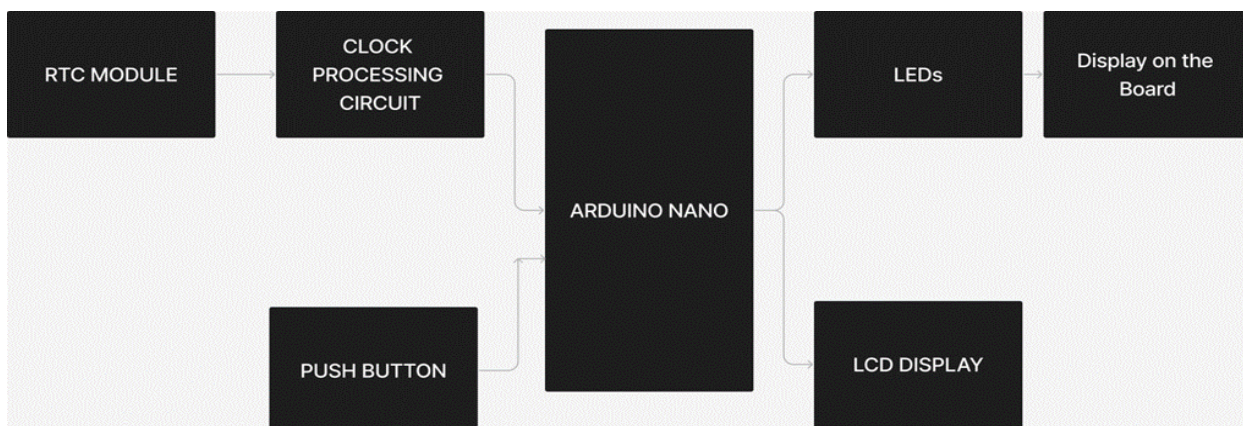 RTC MODULE
CLOCK
PROCESSING
CIRCUIT
ARDUINO NANO
LEDs
Display on the
Board
PUSH BUTTON
LCD DISPLAY